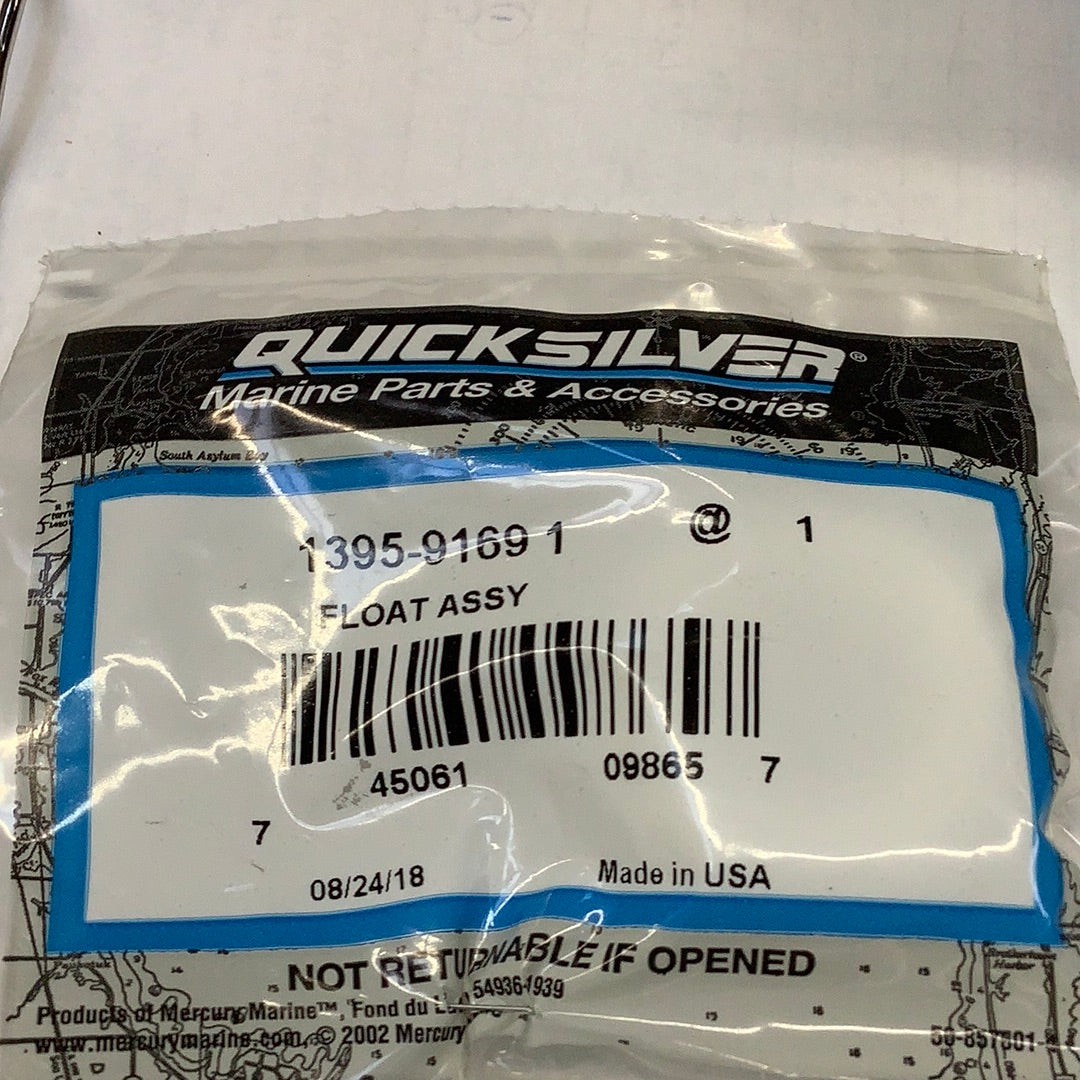 QUICKSILVER®
Marine Parts & Accessories
South Asylum Bay
1395-9169 1 @ 1
FLOAT ASSY
7 45061 09865 7
08/24/18 Made in USA
NOT RETURNABLE IF OPENED
54936-1939
Products of Mercury Marine™, Fond du
www.mercurymarine.com, © 2002 Mercury
50-857801-